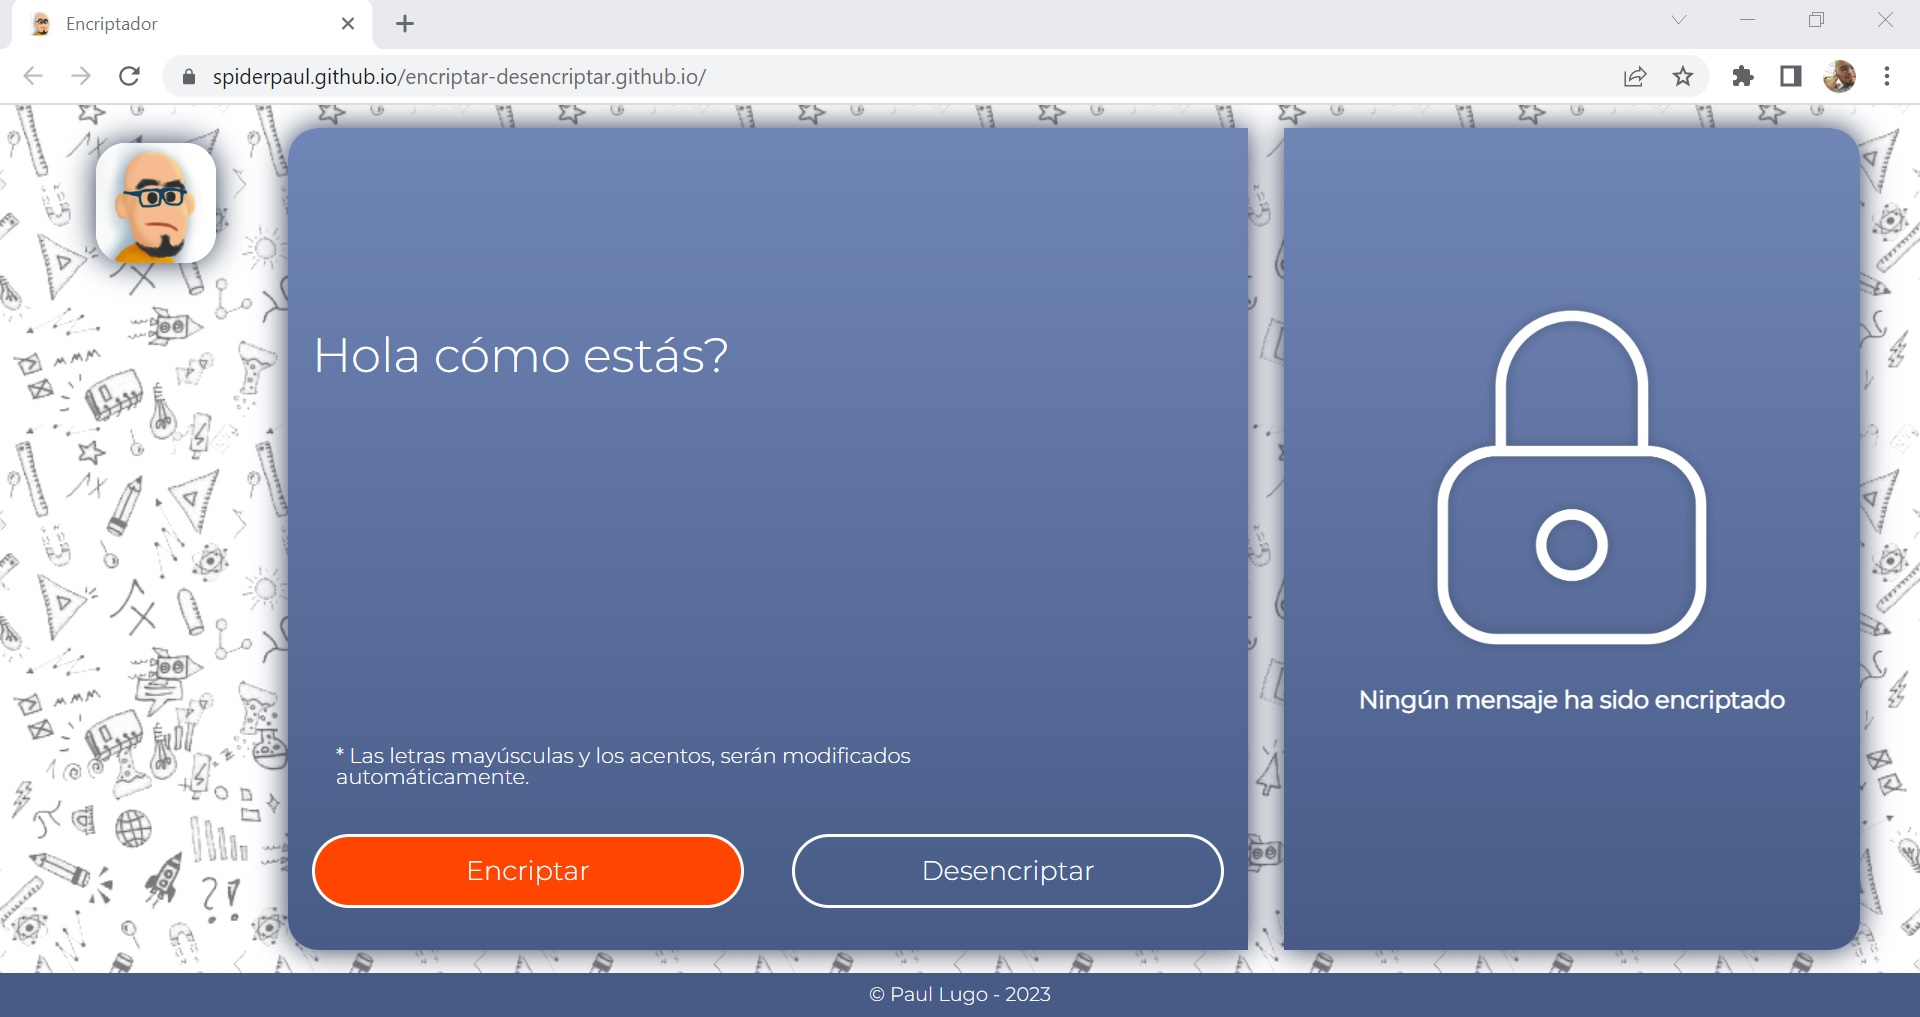 Encriptador
spiderpaul.github.io/encriptar-desencriptar.github.io/
Hola cómo estás?
* Las letras mayúsculas y los acentos, serán modificados
automáticamente.
Encriptar
Desencriptar
Ningún mensaje ha sido encriptado
© Paul Lugo - 2023